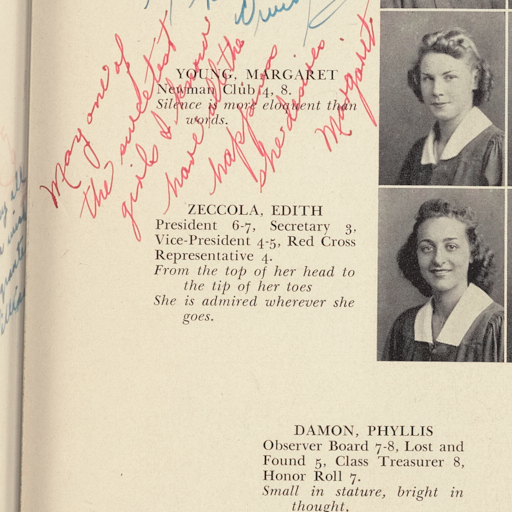 YOUNG, MARGARET
Newman Club 4, 8.
Silence is more eloquent than
words.
May one of
the sweetest
girls I know
have all the
happiness
she desires
Margaret
ZECCOLA, EDITH
President 6-7, Secretary 3,
Vice-President 4-5, Red Cross
Representative 4.
From the top of her head to
the tip of her toes
She is admired wherever she
goes.
DAMON, PHYLLIS
Observer Board 7-8, Lost and
Found 5, Class Treasurer 8,
Honor Roll 7.
Small in stature, bright in
thought,